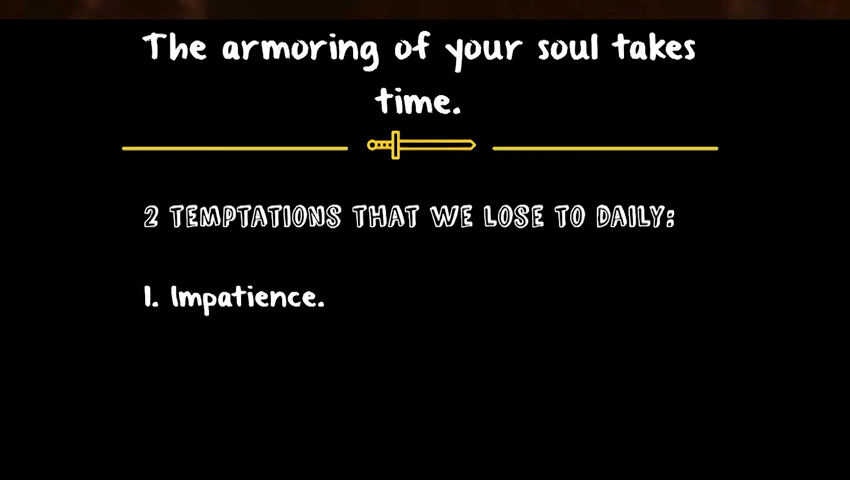 The armoring of your soul takes
time.
2 TEMPTATIONS THAT WE LOSE TO DAILY:
1. Impatience.